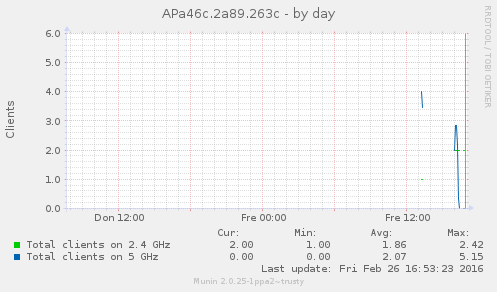 APa46c.2a89.263c - by day
RRDTOOL / TOBI OETIKER
Clients
6.0
5.0
4.0
3.0
2.0
1.0
0.0
Don 12:00 Fre 00:00 Fre 12:00
Cur: Min: Avg: Max:
Total clients on 2.4 GHz 2.00 1.00 1.86 2.42
Total clients on 5 GHz 0.00 0.00 2.07 5.15
Last update: Fri Feb 26 16:53:23 2016
Munin 2.0.25-1ppa2~trusty